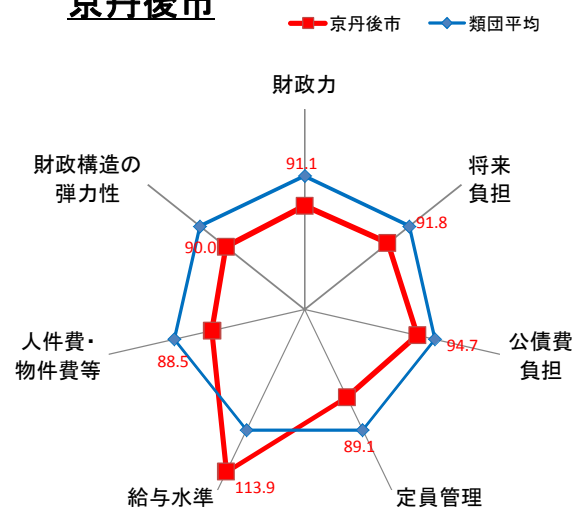 京丹後市
京丹後市
類団平均
財政力
91.1
財政構造の
弾力性
将来
負担
90.0
91.8
人件費・
物件費等
88.5
公債費
負担
94.7
89.1
給与水準
113.9
定員管理